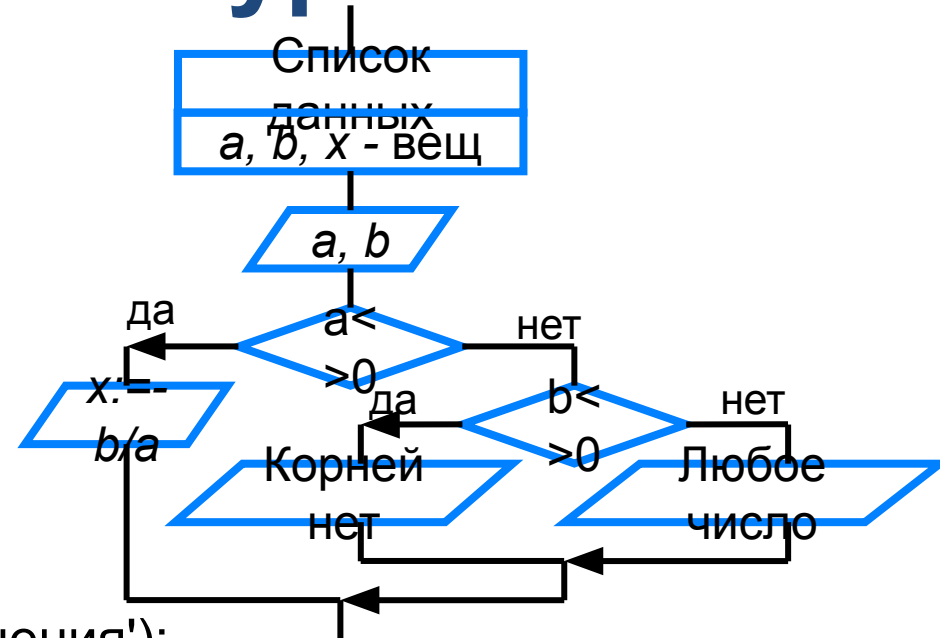 Список
данных
a, b, x - вещ
a, b
да
a<
>0
нет
x:=-
b/a
да
b<
>0
нет
Корней
нет
Любое
число